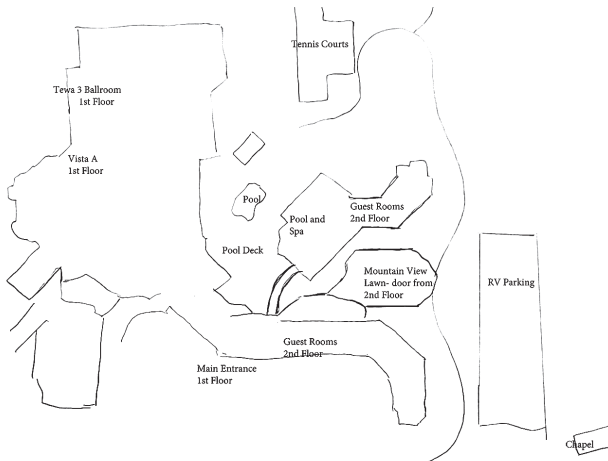 Tennis Courts
Tewa 3 Ballroom
1st Floor
Vista A
1st Floor
Pool
Pool and
Spa
Guest Rooms
2nd Floor
Pool Deck
Mountain View
Lawn- door from
2nd Floor
RV Parking
Guest Rooms
2nd Floor
Main Entrance
1st Floor
Chapel